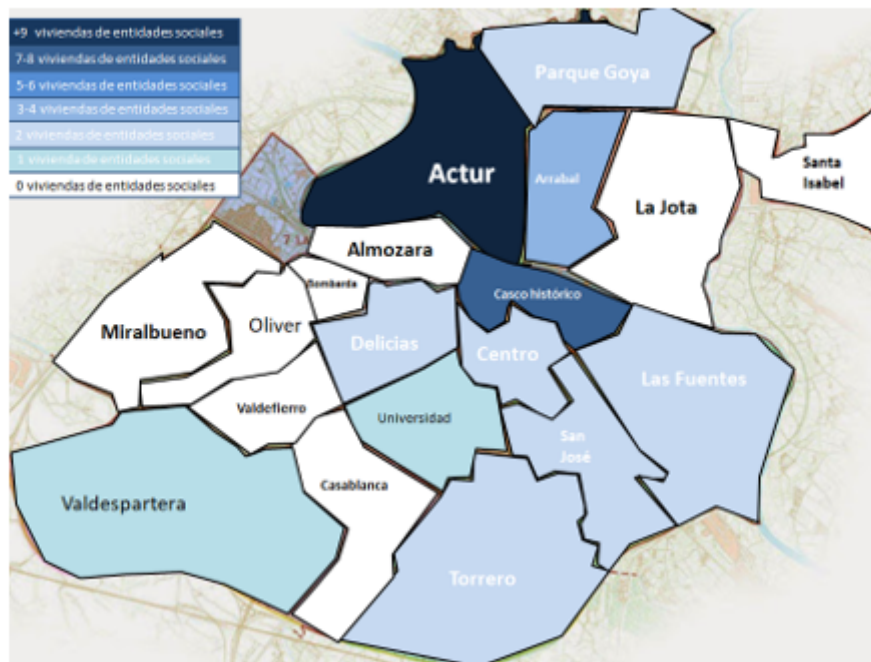 +9 viviendas de entidades sociales
7-8 viviendas de entidades sociales
5-6 viviendas de entidades sociales
3-4 viviendas de entidades sociales
2 viviendas de entidades sociales
1 vivienda de entidades sociales
0 viviendas de entidades sociales
Parque Goya
Actur
Arrabal
Santa
Isabel
La Jota
Almozara
Bombarda
Casco histórico
Miralbueno
Oliver
Delicias
Centro
Las Fuentes
Valdefierro
Universidad
San
José
Casablanca
Valdespartera
Torrero